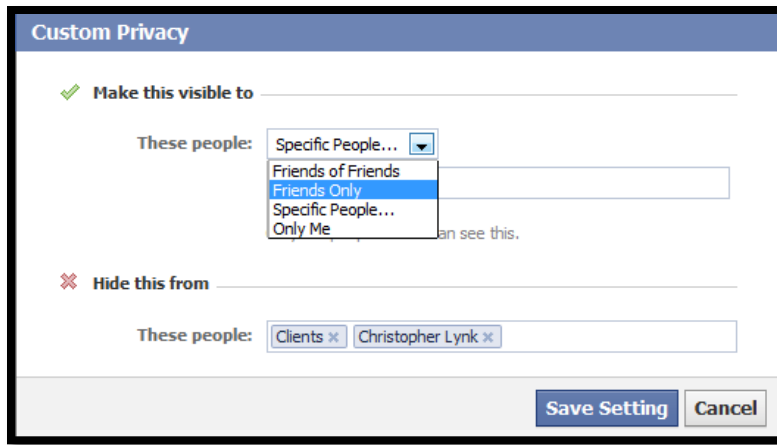 Custom Privacy
Make this visible to
These people: Specific People...
Friends of Friends
Friends Only
Specific People...
Only Me
an see this.
Hide this from
These people: Clients x Christopher Lynk x
Save Setting Cancel